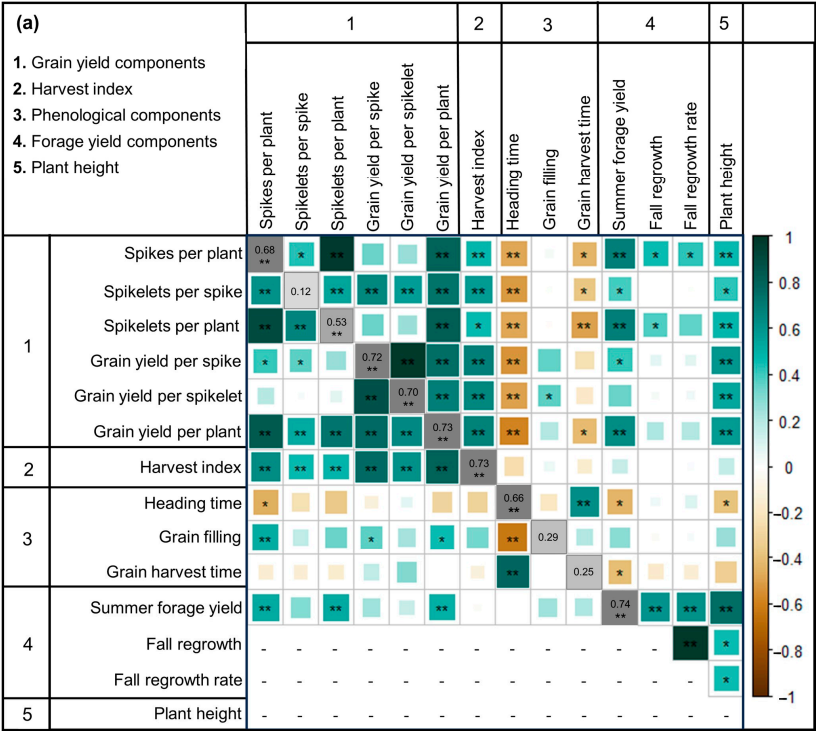 (a)
1. Grain yield components
2. Harvest index
3. Phenological components
4. Forage yield components
5. Plant height
1 2 3 4 5
Spikes per plant
Spikelets per spike
Spikelets per plant
Grain yield per spike
Grain yield per spikelet
Grain yield per plant
Harvest index
Heading time
Grain filling
Grain harvest time
Summer forage yield
Fall regrowth
Fall regrowth rate
Plant height
1
Spikes per plant 0.68 ** * ** ** ** ** * ** * * **
Spikelets per spike ** 0.12 ** ** ** ** ** ** * * *
Spikelets per plant ** ** 0.53 ** ** * ** ** ** * **
Grain yield per spike * * 0.72 ** ** ** ** ** * **
Grain yield per spikelet ** 0.70 ** ** ** ** * **
Grain yield per plant ** ** ** ** ** 0.73 ** ** ** * ** **
2
Harvest index ** ** ** ** ** ** 0.73 **
3
Heading time * 0.66 ** ** * *
Grain filling ** * * ** 0.29
Grain harvest time ** 0.25 *
4
Summer forage yield ** ** ** 0.74 ** ** ** **
Fall regrowth - - - - - - - - - - - - ** *
Fall regrowth rate - - - - - - - - - - - - - *
5
Plant height - - - - - - - - - - - - - -
1
0.8
0.6
0.4
0.2
0
−0.2
−0.4
−0.6
−0.8
−1